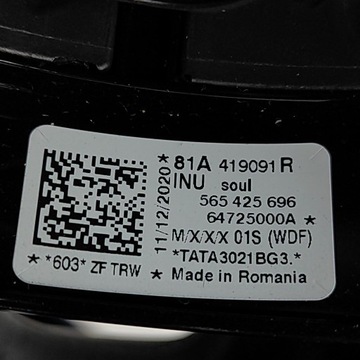 *81A 419091R
INU soul
565 425 696
64725000A *
M/X/X/X 01S (WDF)
*TATA3021BG3.*
* Made in Romania
11/12/2020
* *603* ZF TRW